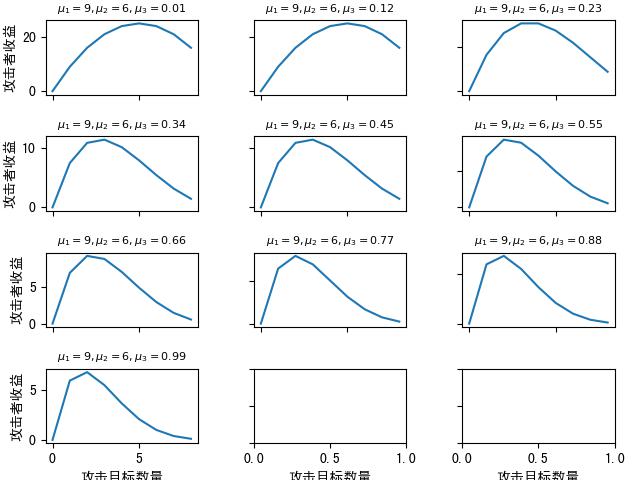 μ₁ = 9, μ₂ = 6, μ₃ = 0.01
μ₁ = 9, μ₂ = 6, μ₃ = 0.12
μ₁ = 9, μ₂ = 6, μ₃ = 0.23
攻击者收益
20
0
μ₁ = 9, μ₂ = 6, μ₃ = 0.34
μ₁ = 9, μ₂ = 6, μ₃ = 0.45
μ₁ = 9, μ₂ = 6, μ₃ = 0.55
攻击者收益
10
0
μ₁ = 9, μ₂ = 6, μ₃ = 0.66
μ₁ = 9, μ₂ = 6, μ₃ = 0.77
μ₁ = 9, μ₂ = 6, μ₃ = 0.88
攻击者收益
5
0
μ₁ = 9, μ₂ = 6, μ₃ = 0.99
攻击者收益
5
0
0 5
0.0 0.5 1.0
0.0 0.5 1.0
攻击目标数量
攻击目标数量
攻击目标数量